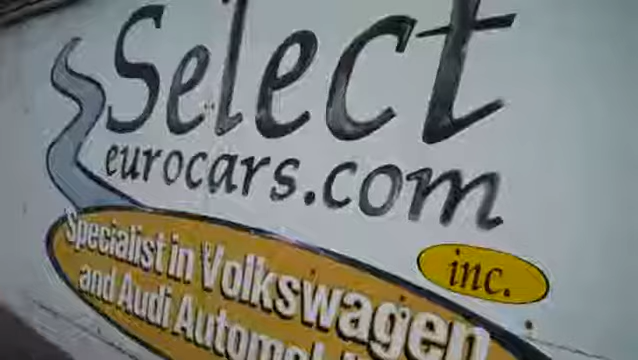 Select
eurocars.com
inc.
Specialist in Volkswagen
and Audi